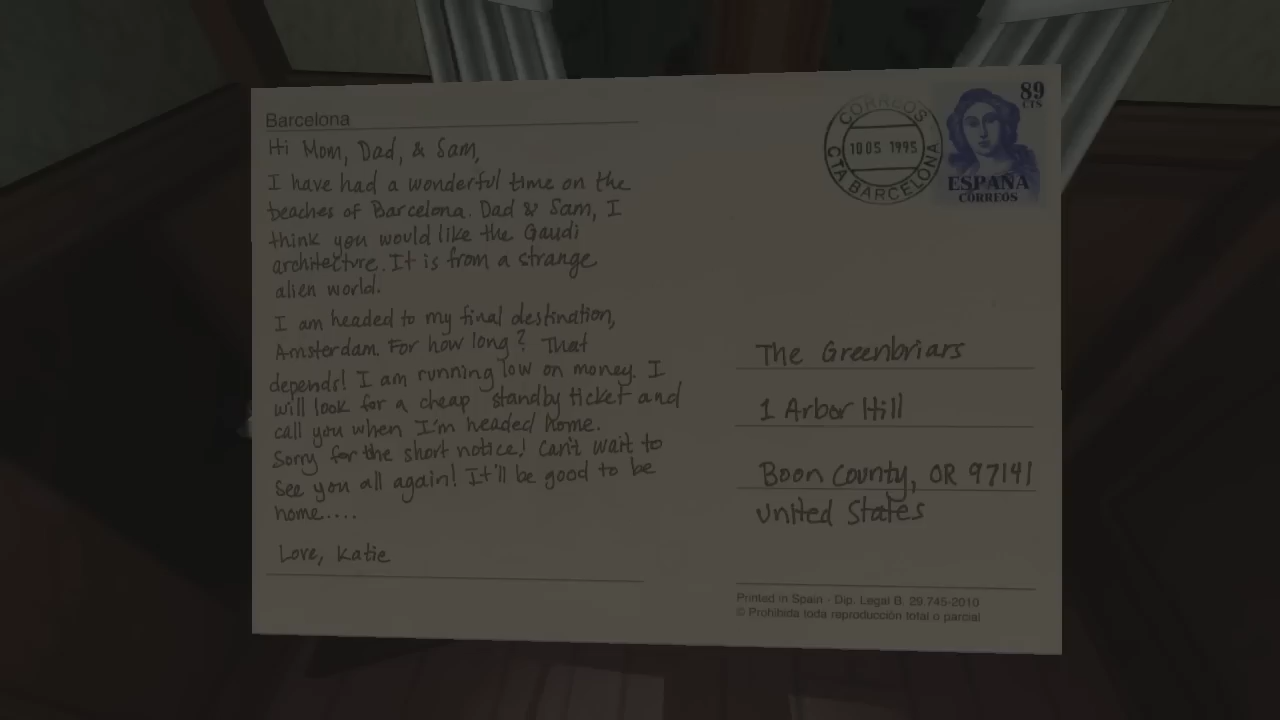 Barcelona
Hi Mom, Dad, & Sam,
I have had a wonderful time on the
beaches of Barcelona. Dad & Sam, I
think you would like the Gaudi
architecture. It is from a strange
alien world.
I am headed to my final destination,
Amsterdam. For how long? That
depends! I am running low on money. I
will look for a cheap standby ticket and
call you when I'm headed home.
Sorry for the short notice! Can't wait to
see you all again! It'll be good to be
home....
Love, Katie
CORREOS
10 05 1995
CTA BARCELONA
89
CTS
ESPAÑA
CORREOS
The Greenbriars
1 Arbor Hill
Boon County, OR 97141
United States
Printed in Spain - Dip. Legal B. 29.745-2010
© Prohibida toda reproducción total o parcial